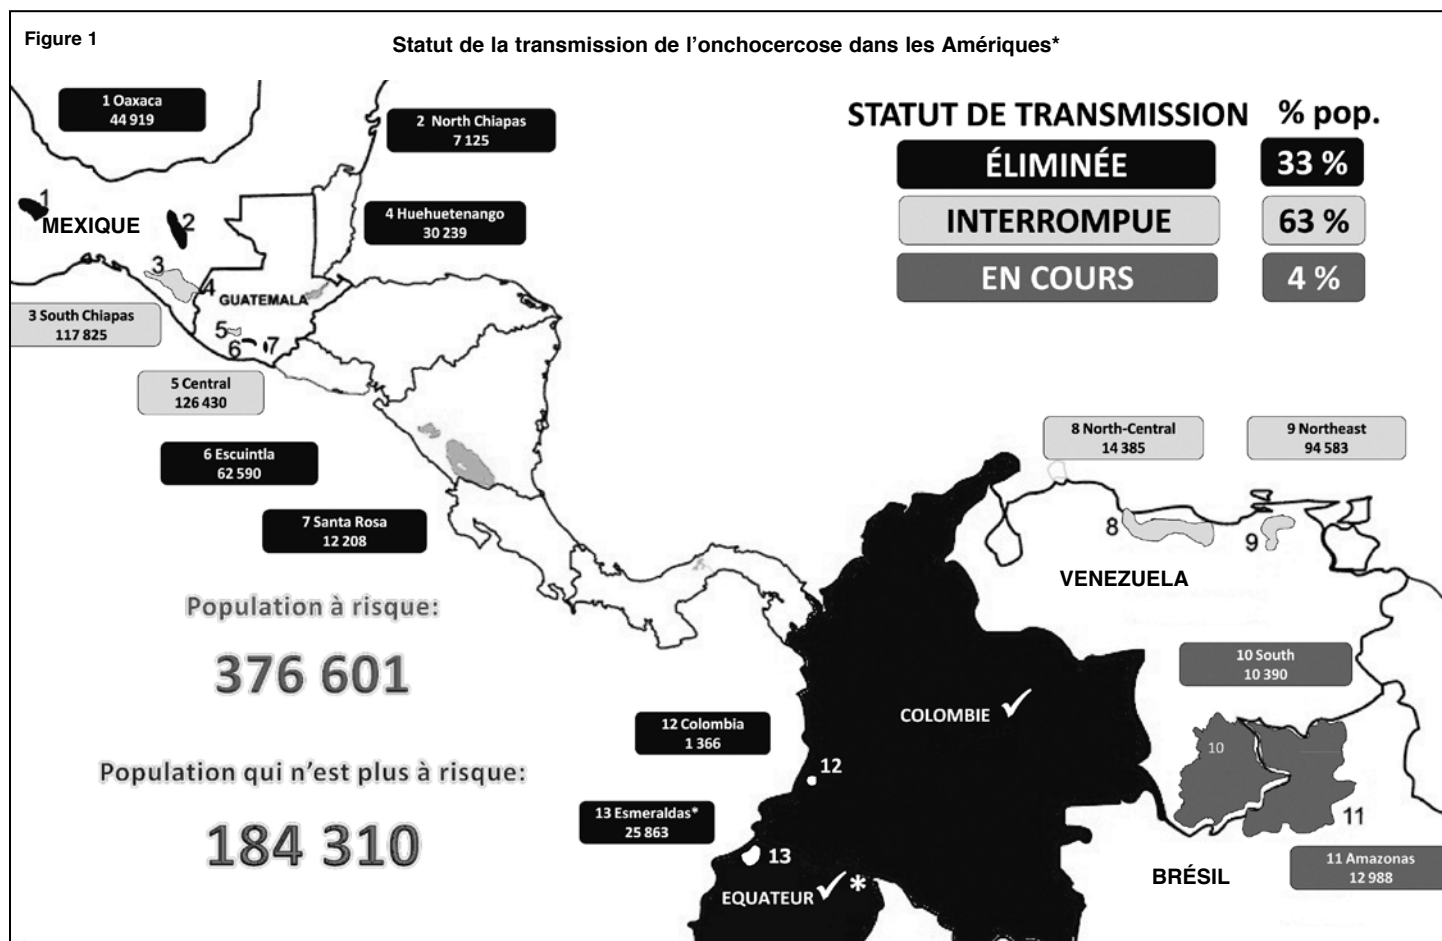 Figure 1
Statut de la transmission de l’onchocercose dans les Amériques*
1 Oaxaca
44 919
2 North Chiapas
7 125
STATUT DE TRANSMISSION % pop.
ÉLIMINÉE 33 %
INTERROMPUE 63 %
EN COURS 4 %
1
MEXIQUE
2
4 Huehuetenango
30 239
3
4
GUATEMALA
3 South Chiapas
117 825
5
6
7
5 Central
126 430
6 Escuintla
62 590
7 Santa Rosa
12 208
8 North-Central
14 385
9 Northeast
94 583
8
9
VENEZUELA
Population à risque:
376 601
10 South
10 390
COLOMBIE
12 Colombia
1 366
10
12
Population qui n’est plus à risque:
184 310
13 Esmeraldas*
25 863
11
13
11 Amazonas
12 988
BRÉSIL
EQUATEUR *